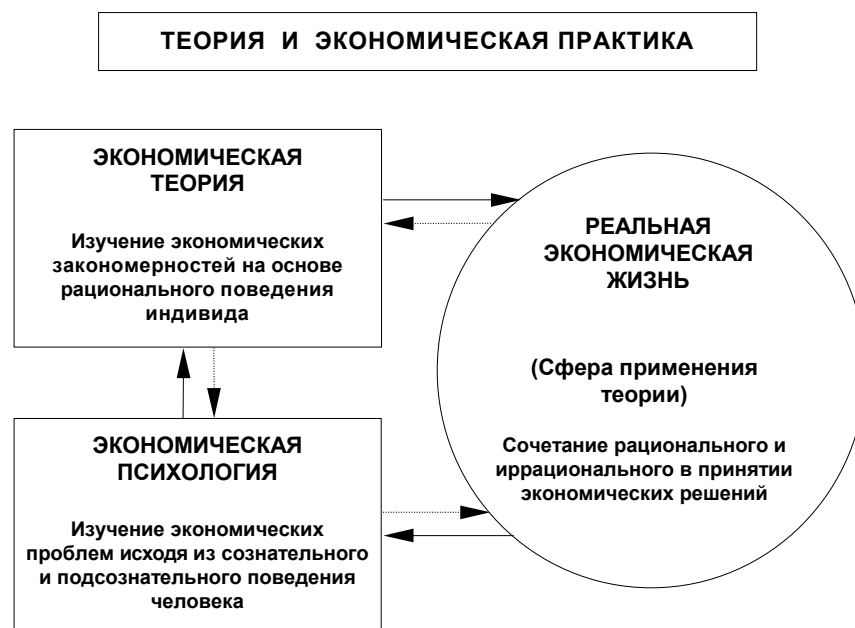 ТЕОРИЯ И ЭКОНОМИЧЕСКАЯ ПРАКТИКА
ЭКОНОМИЧЕСКАЯ
ТЕОРИЯ
Изучение экономических
закономерностей на основе
рационального поведения
индивида
РЕАЛЬНАЯ
ЭКОНОМИЧЕСКАЯ
ЖИЗНЬ
(Сфера применения
теории)
Сочетание рационального и
иррационального в принятии
экономических решений
ЭКОНОМИЧЕСКАЯ
ПСИХОЛОГИЯ
Изучение экономических
проблем исходя из сознательного
и подсознательного поведения
человека